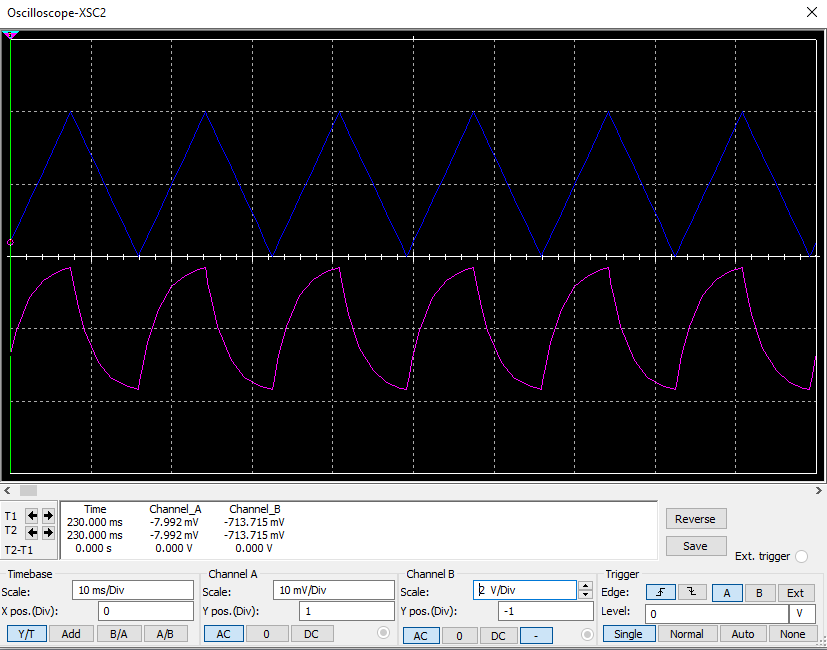 Oscilloscope-XSC2
T1
T2
T2-T1
Time Channel_A Channel_B
230.000 ms -7.992 mV -713.715 mV
230.000 ms -7.992 mV -713.715 mV
0.000 s 0.000 V 0.000 V
Reverse
Save
Ext. trigger
Timebase
Scale: 10 ms/Div
X pos.(Div): 0
Y/T Add B/A A/B
Channel A
Scale: 10 mV/Div
Y pos.(Div): 1
AC 0 DC
Channel B
Scale: 2 V/Div
Y pos.(Div): -1
AC 0 DC -
Trigger
Edge: A B Ext
Level: 0 V
Single Normal Auto None